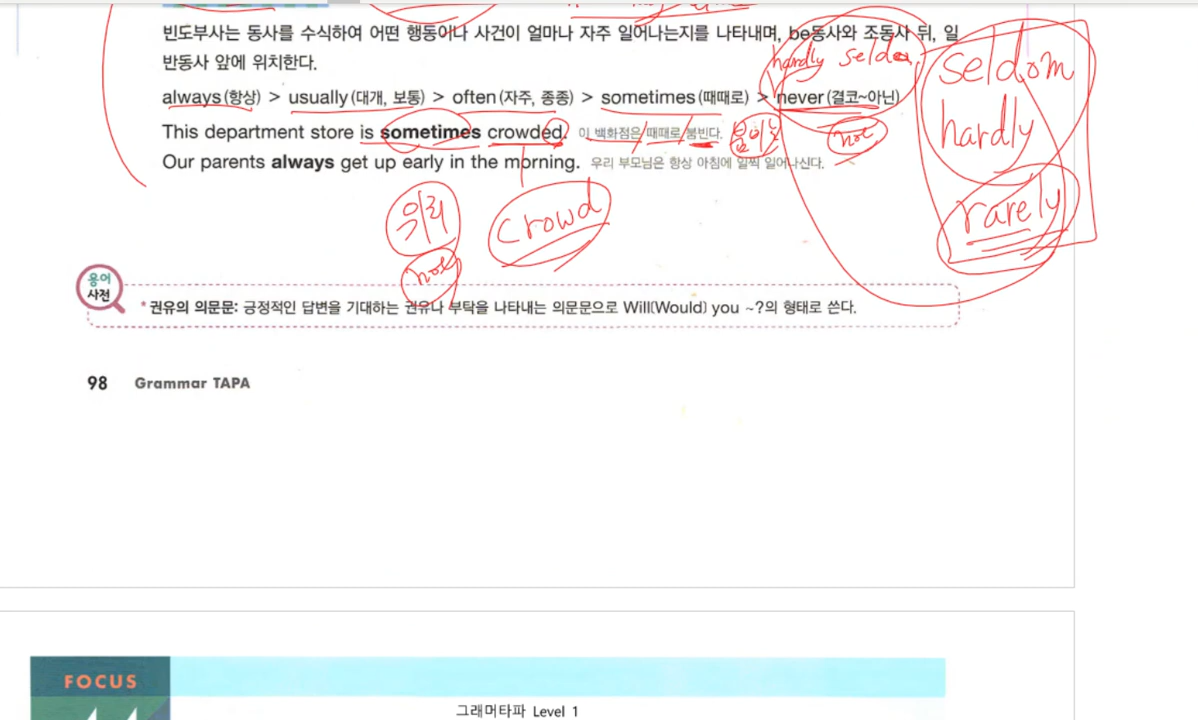 빈도부사는 동사를 수식하여 어떤 행동이나 사건이 얼마나 자주 일어나는지를 나타내며, be동사와 조동사 뒤, 일
반동사 앞에 위치한다.
hardly
seldom
always(항상) > usually(대개, 보통) > often(자주, 종종) > sometimes(때때로) > never(결코~아닌)
hardly
This department store is sometimes crowded. 이 백화점은 때때로 붐빈다.
not
Our parents always get up early in the morning. 우리 부모님은 항상 아침에 일찍 일어나신다.
crowd
rarely
not
용어
사전
* 권유의 의문문: 긍정적인 답변을 기대하는 권유나 부탁을 나타내는 의문문으로 Will(Would) you ~?의 형태로 쓴다.
98 Grammar TAPA
FOCUS
그래머타파 Level 1